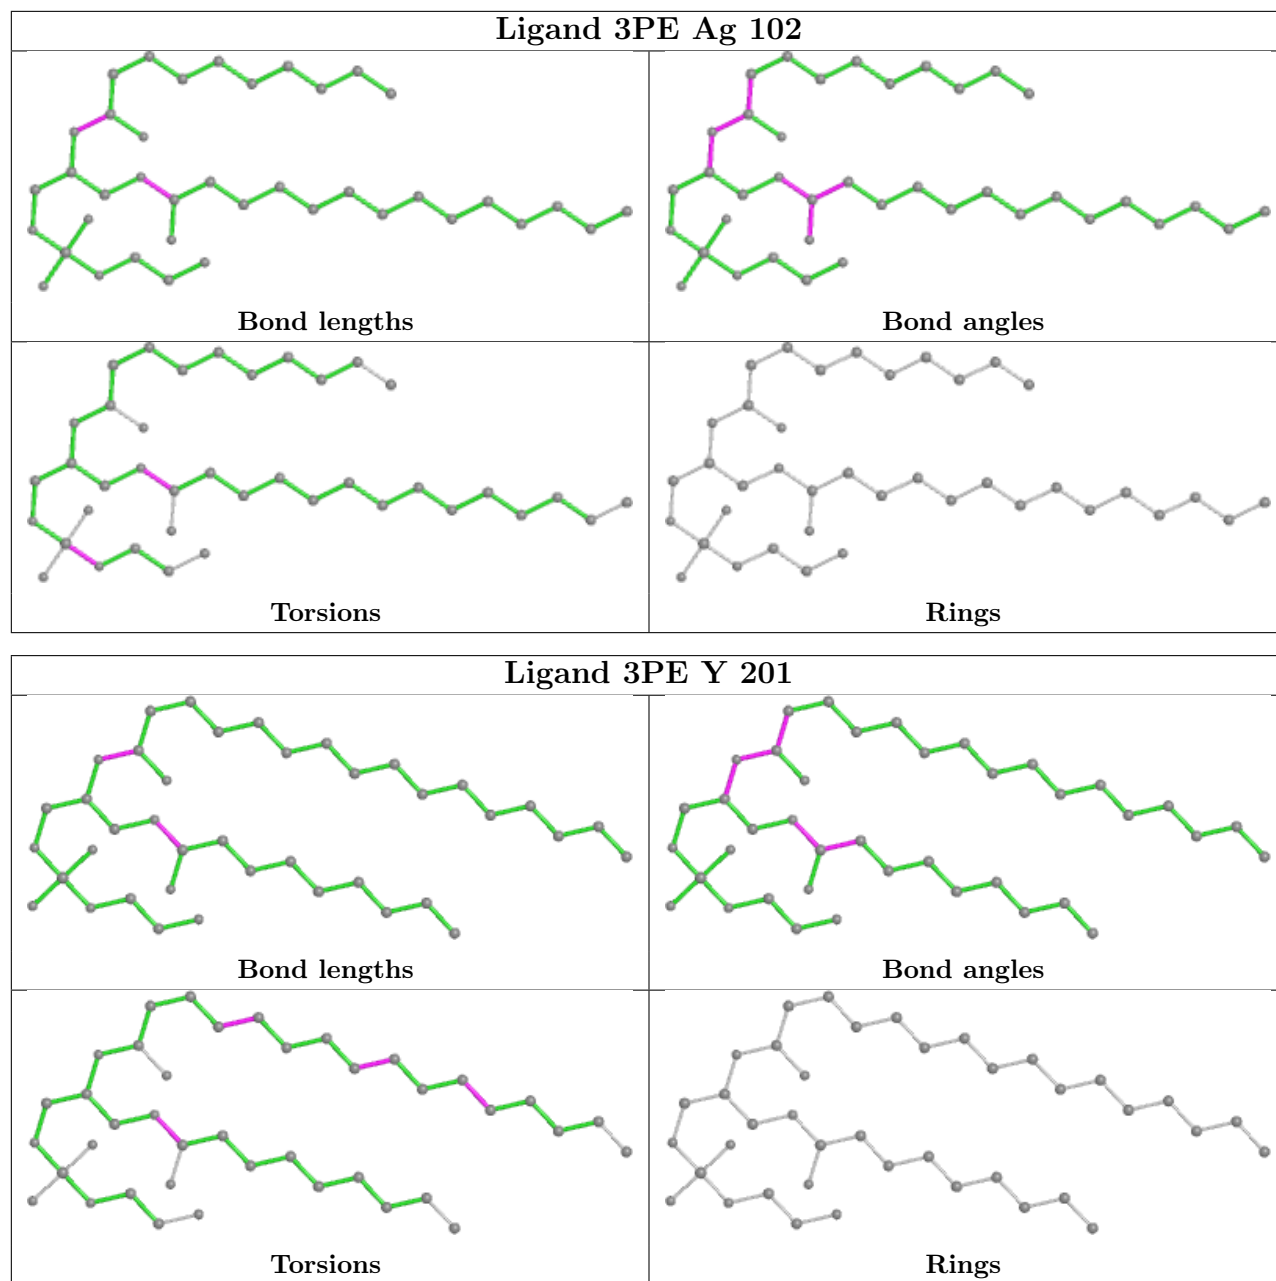 Ligand 3PE Ag 102
Bond lengths
Bond angles
Torsions
Rings
Ligand 3PE Y 201
Bond lengths
Bond angles
Torsions
Rings